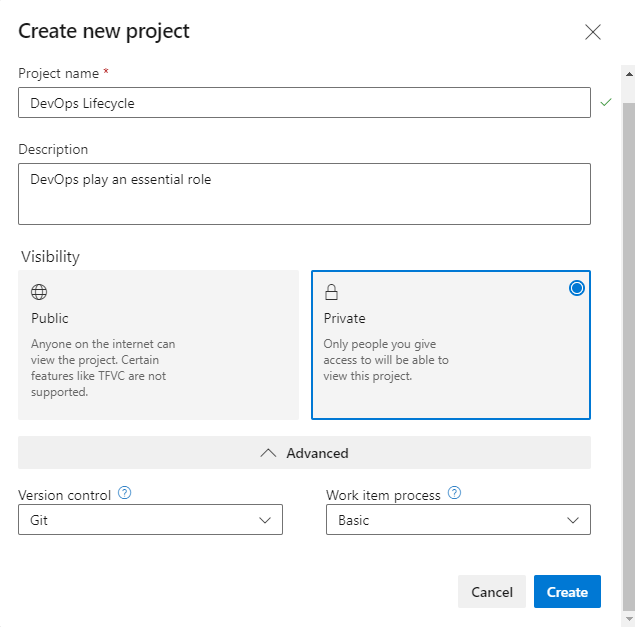 Create new project
Project name *
DevOps Lifecycle
Description
DevOps play an essential role
Visibility
Public
Anyone on the internet can
view the project. Certain
features like TFVC are not
supported.
Private
Only people you give
access to will be able to
view this project.
Advanced
Version control ?
Git
Work item process ?
Basic
Cancel
Create